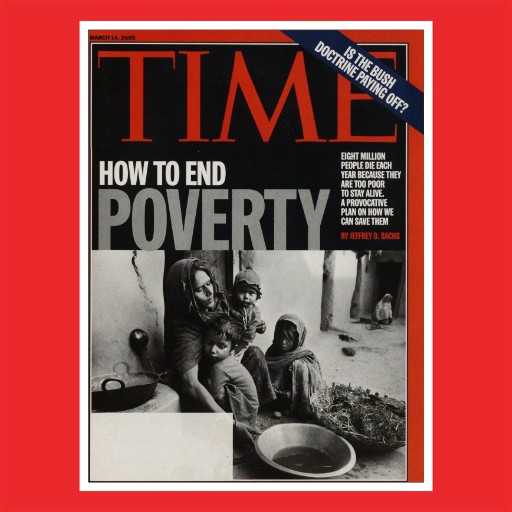 MARCH 14, 2005
TIME
IS THE BUSH
DOCTRINE PAYING OFF?
HOW TO END
POVERTY
EIGHT MILLION
PEOPLE DIE EACH
YEAR BECAUSE THEY
ARE TOO POOR
TO STAY ALIVE.
A PROVOCATIVE
PLAN ON HOW WE
CAN SAVE THEM
BY JEFFREY D. SACHS